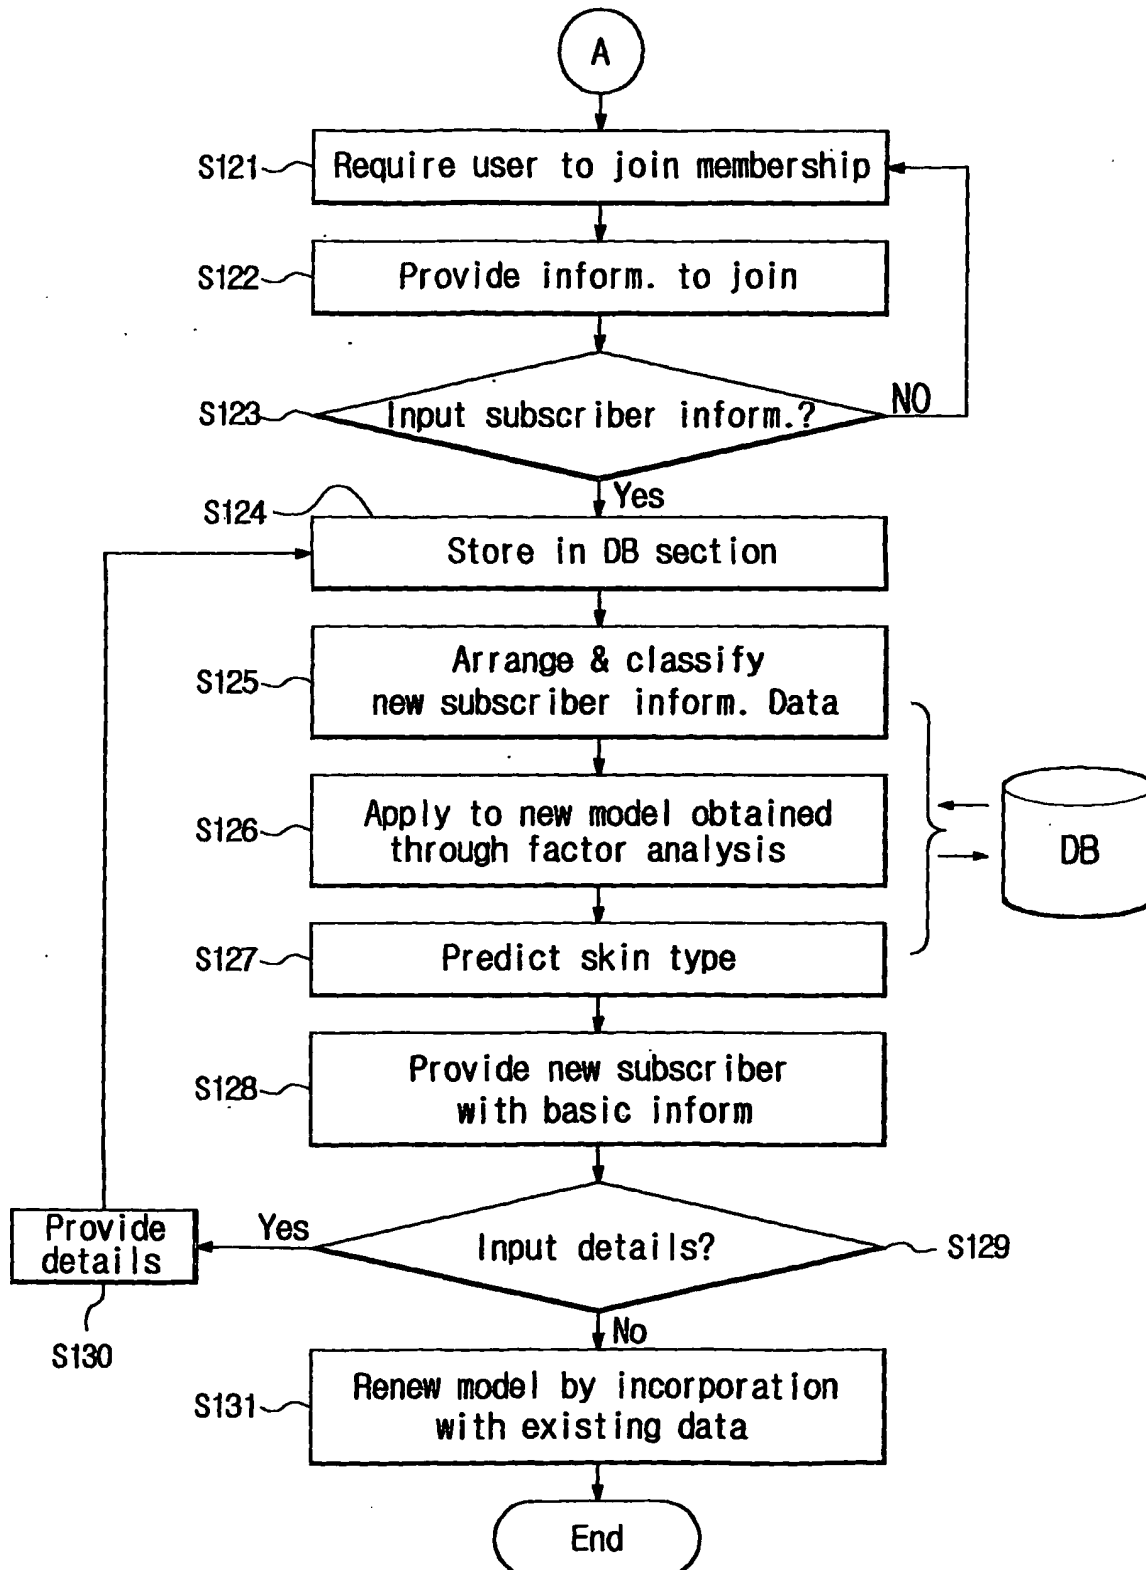 A
S121
Require user to join membership
S122
Provide inform. to join
S123
Input subscriber inform.?
NO
Yes
S124
Store in DB section
S125
Arrange & classify
new subscriber inform. Data
S126
Apply to new model obtained
through factor analysis
DB
S127
Predict skin type
S128
Provide new subscriber
with basic inform
Provide
details
Yes
Input details?
S129
S130
No
S131
Renew model by incorporation
with existing data
End